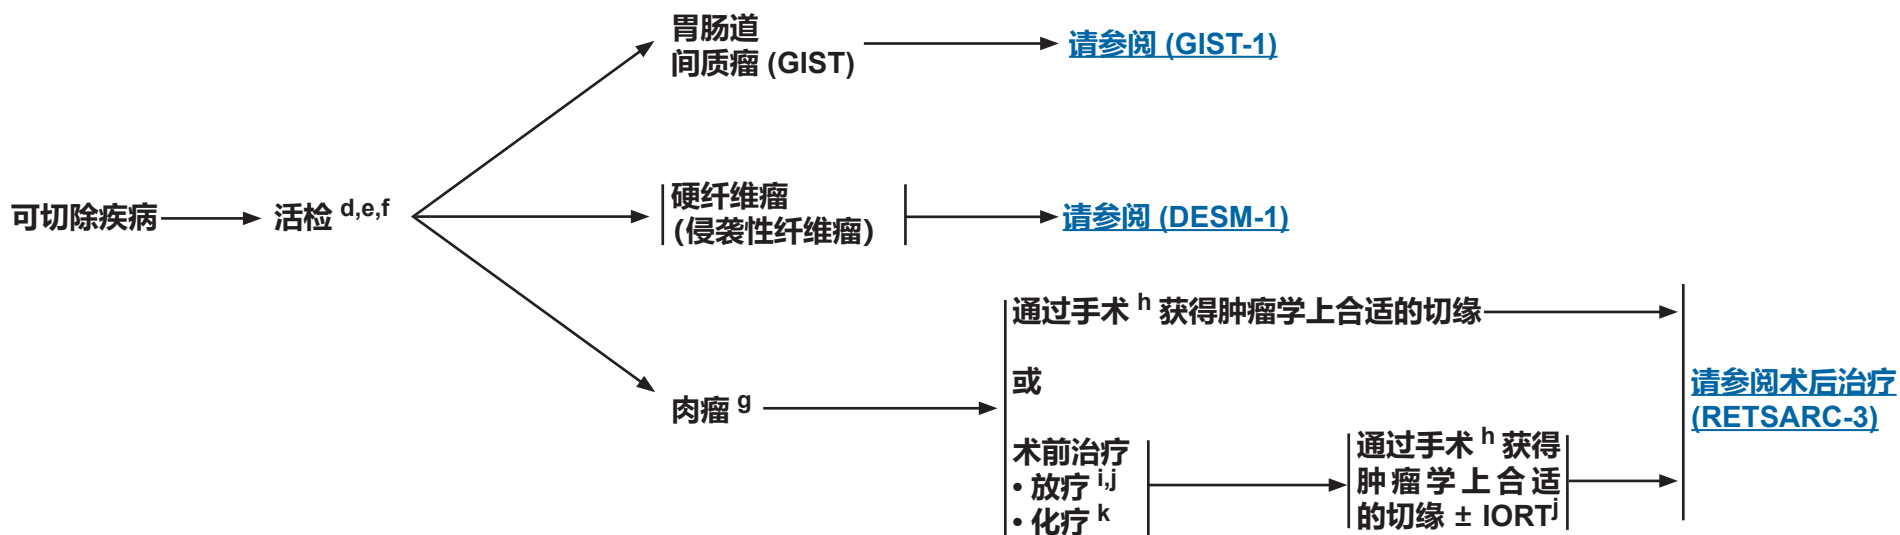 可切除疾病
活检 d,e,f
胃肠道
间质瘤 (GIST)
请参阅 (GIST-1)
硬纤维瘤
(侵袭性纤维瘤)
请参阅 (DESM-1)
肉瘤 g
通过手术 h 获得肿瘤学上合适的切缘
或
术前治疗
• 放疗 i,j
• 化疗 k
通过手术 h 获得
肿瘤学上合适
的切缘 ± IORT j
请参阅术后治疗
(RETSARC-3)